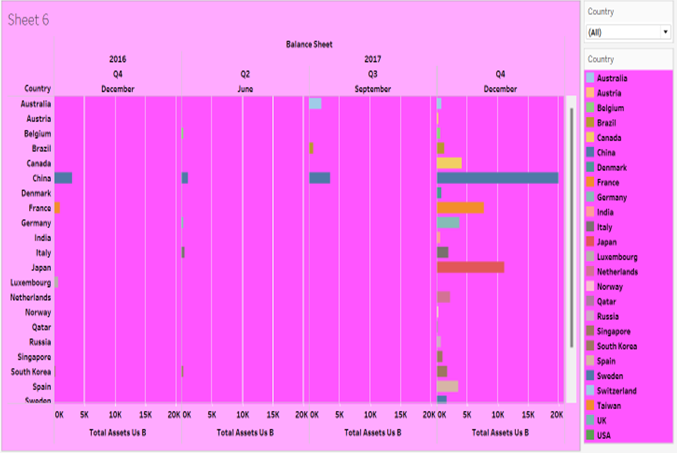 Sheet 6
Balance Sheet
2016 2017
Q4 Q2 Q3 Q4
Country December June September December
Australia
Austria
Belgium
Brazil
Canada
China
Denmark
France
Germany
India
Italy
Japan
Luxembourg
Netherlands
Norway
Qatar
Russia
Singapore
South Korea
Spain
Sweden
0K 5K 10K 15K 20K 0K 5K 10K 15K 20K 0K 5K 10K 15K 20K 0K 5K 10K 15K 20K
Total Assets Us B Total Assets Us B Total Assets Us B Total Assets Us B
Country
(All)
Country
Australia
Austria
Belgium
Brazil
Canada
China
Denmark
France
Germany
India
Italy
Japan
Luxembourg
Netherlands
Norway
Qatar
Russia
Singapore
South Korea
Spain
Sweden
Switzerland
Taiwan
UK
USA